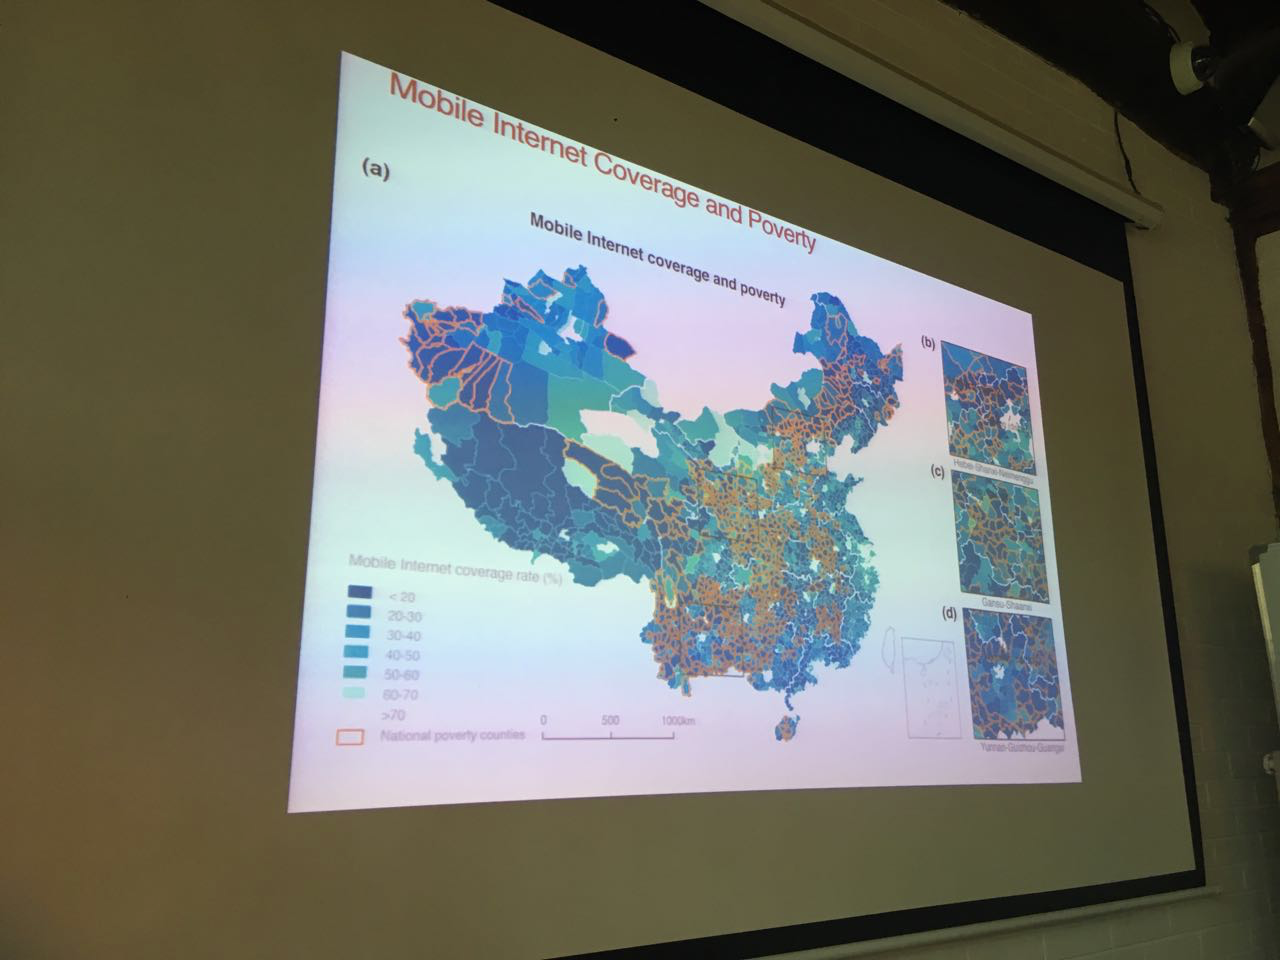 Mobile Internet Coverage and Poverty
(a)
Mobile Internet coverage and poverty
(b)
Hebei-Shanxi-Neimenggu
(c)
Gansu-Shaanxi
(d)
Yunnan-Guizhou-Guangxi
Mobile Internet coverage rate (%)
< 20
20-30
30-40
40-50
50-60
60-70
>70
National poverty counties
0 500 1000km